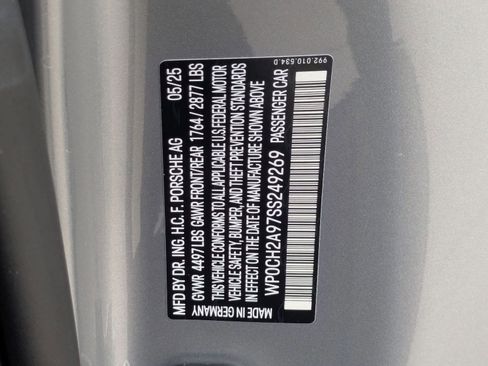 MFD BY DR. ING. H.C. F. PORSCHE AG 05/25
GVWR 4497 LBS GAWR FRONT/REAR 1764/2877 LBS
THIS VEHICLE CONFORMS TO ALL APPLICABLE U.S.FEDERAL MOTOR
VEHICLE SAFETY, BUMPER, AND THEFT PREVENTION STANDARDS
IN EFFECT ON THE DATE OF MANUFACTURE SHOWN ABOVE
WP0CH2A97SS249269 PASSENGER CAR
MADE IN GERMANY
992.010.534.D